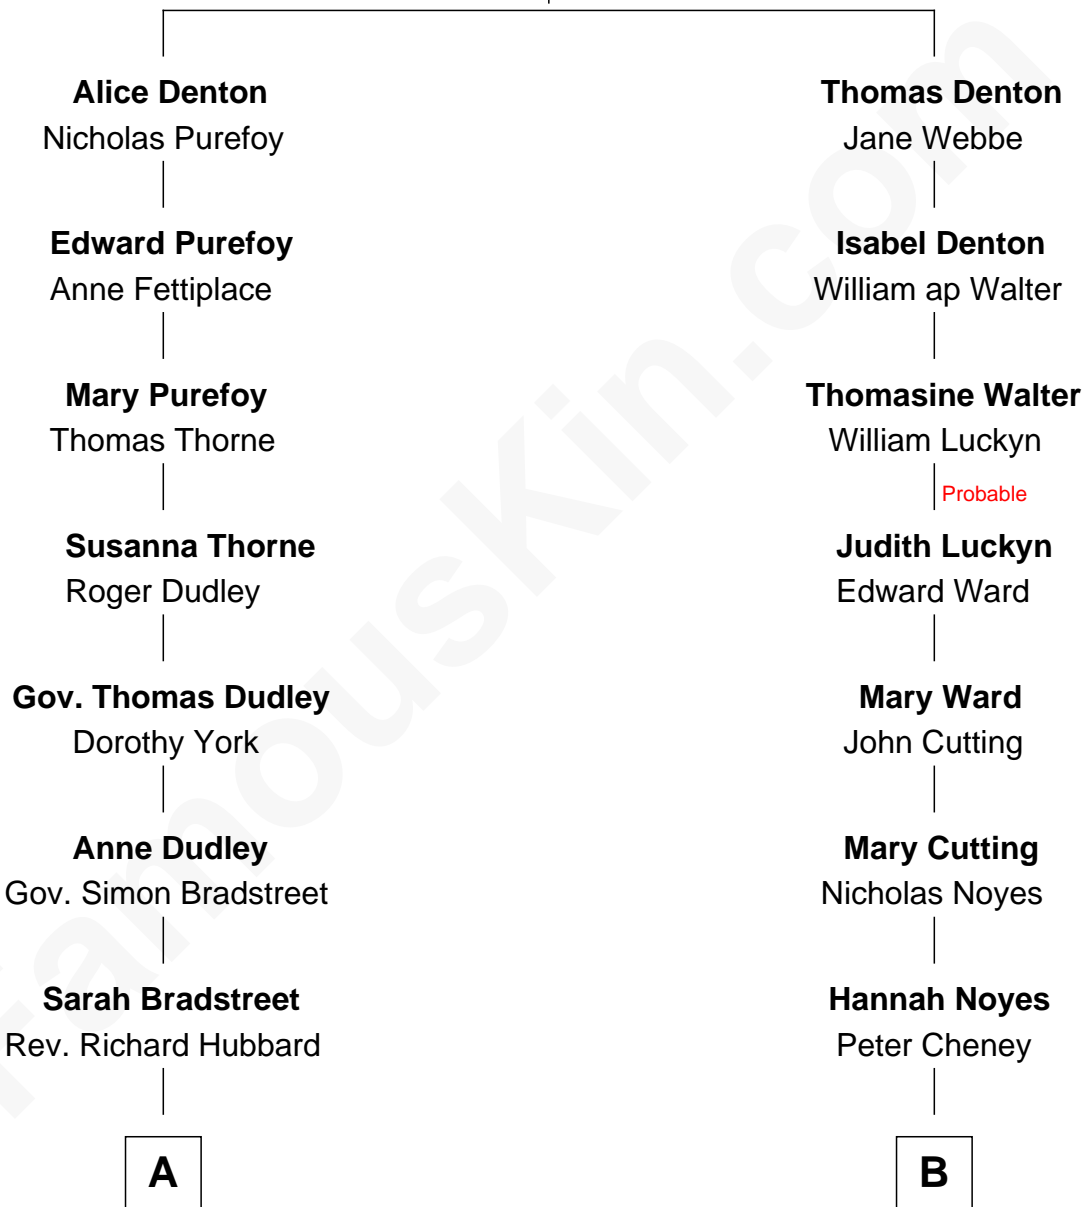 Alice Denton
Nicholas Purefoy
Edward Purefoy
Anne Fettiplace
Mary Purefoy
Thomas Thorne
Susanna Thorne
Roger Dudley
Gov. Thomas Dudley
Dorothy York
Anne Dudley
Gov. Simon Bradstreet
Sarah Bradstreet
Rev. Richard Hubbard
A
Thomas Denton
Jane Webbe
Isabel Denton
William ap Walter
Thomasine Walter
William Luckyn
Probable
Judith Luckyn
Edward Ward
Mary Ward
John Cutting
Mary Cutting
Nicholas Noyes
Hannah Noyes
Peter Cheney
B
FamousKin.com